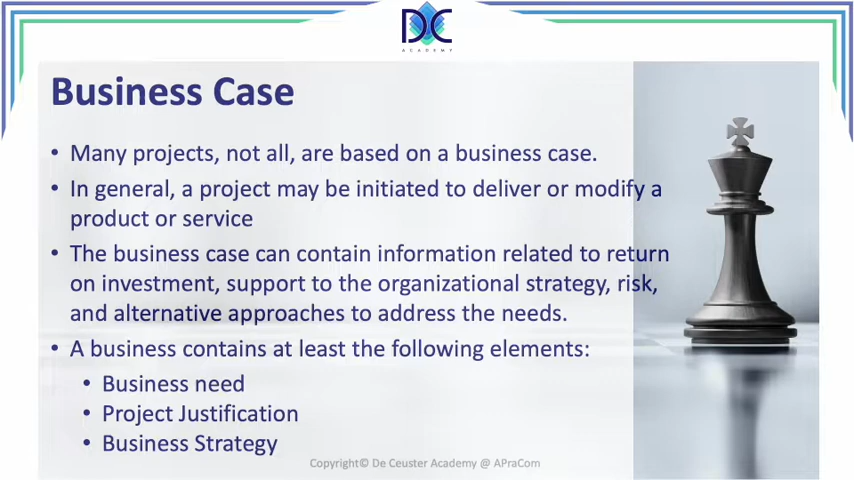 DC
ACADEMY
Business Case
• Many projects, not all, are based on a business case.
• In general, a project may be initiated to deliver or modify a
product or service
• The business case can contain information related to return
on investment, support to the organizational strategy, risk,
and alternative approaches to address the needs.
• A business contains at least the following elements:
• Business need
• Project Justification
• Business Strategy
Copyright© De Ceuster Academy @ APraCom